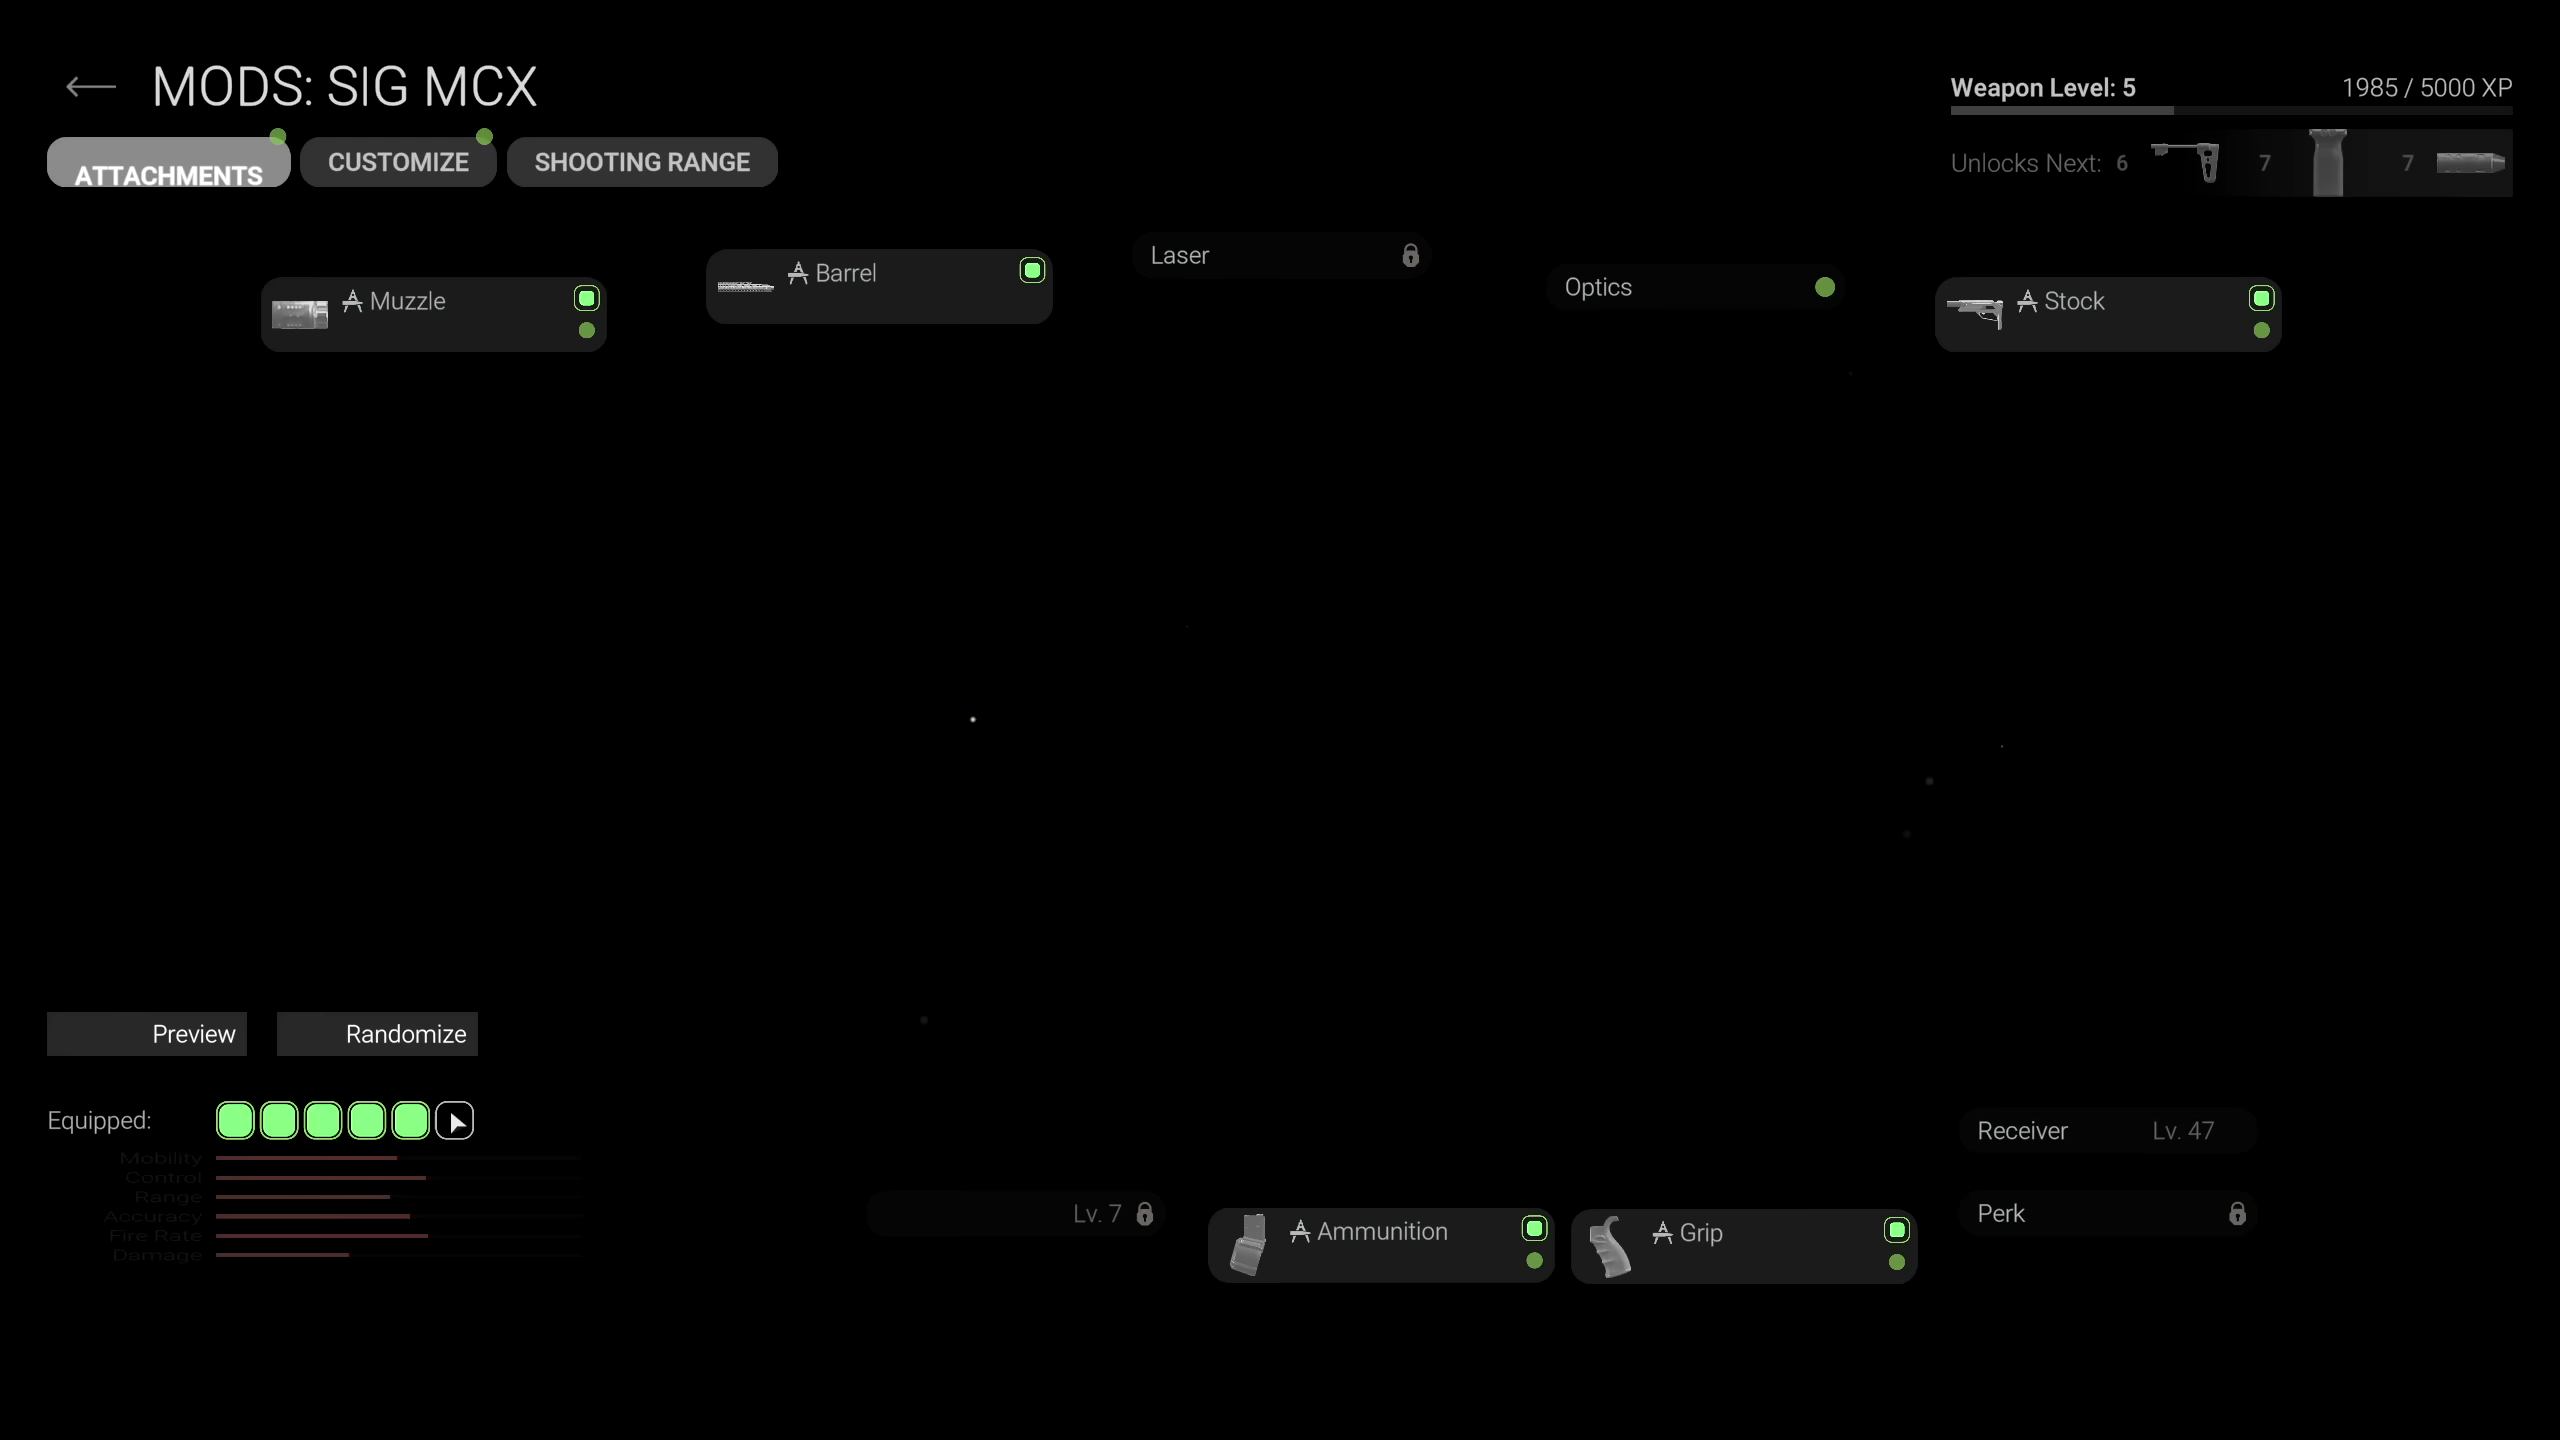 MODS: SIG MCX
Weapon Level: 5
1985 / 5000 XP
ATTACHMENTS
CUSTOMIZE
SHOOTING RANGE
Unlocks Next:
6
7
7
Muzzle
Barrel
Laser
Optics
Stock
Preview
Randomize
Equipped:
Mobility
Control
Range
Accuracy
Fire Rate
Damage
Lv. 7
Ammunition
Grip
Receiver
Lv. 47
Perk